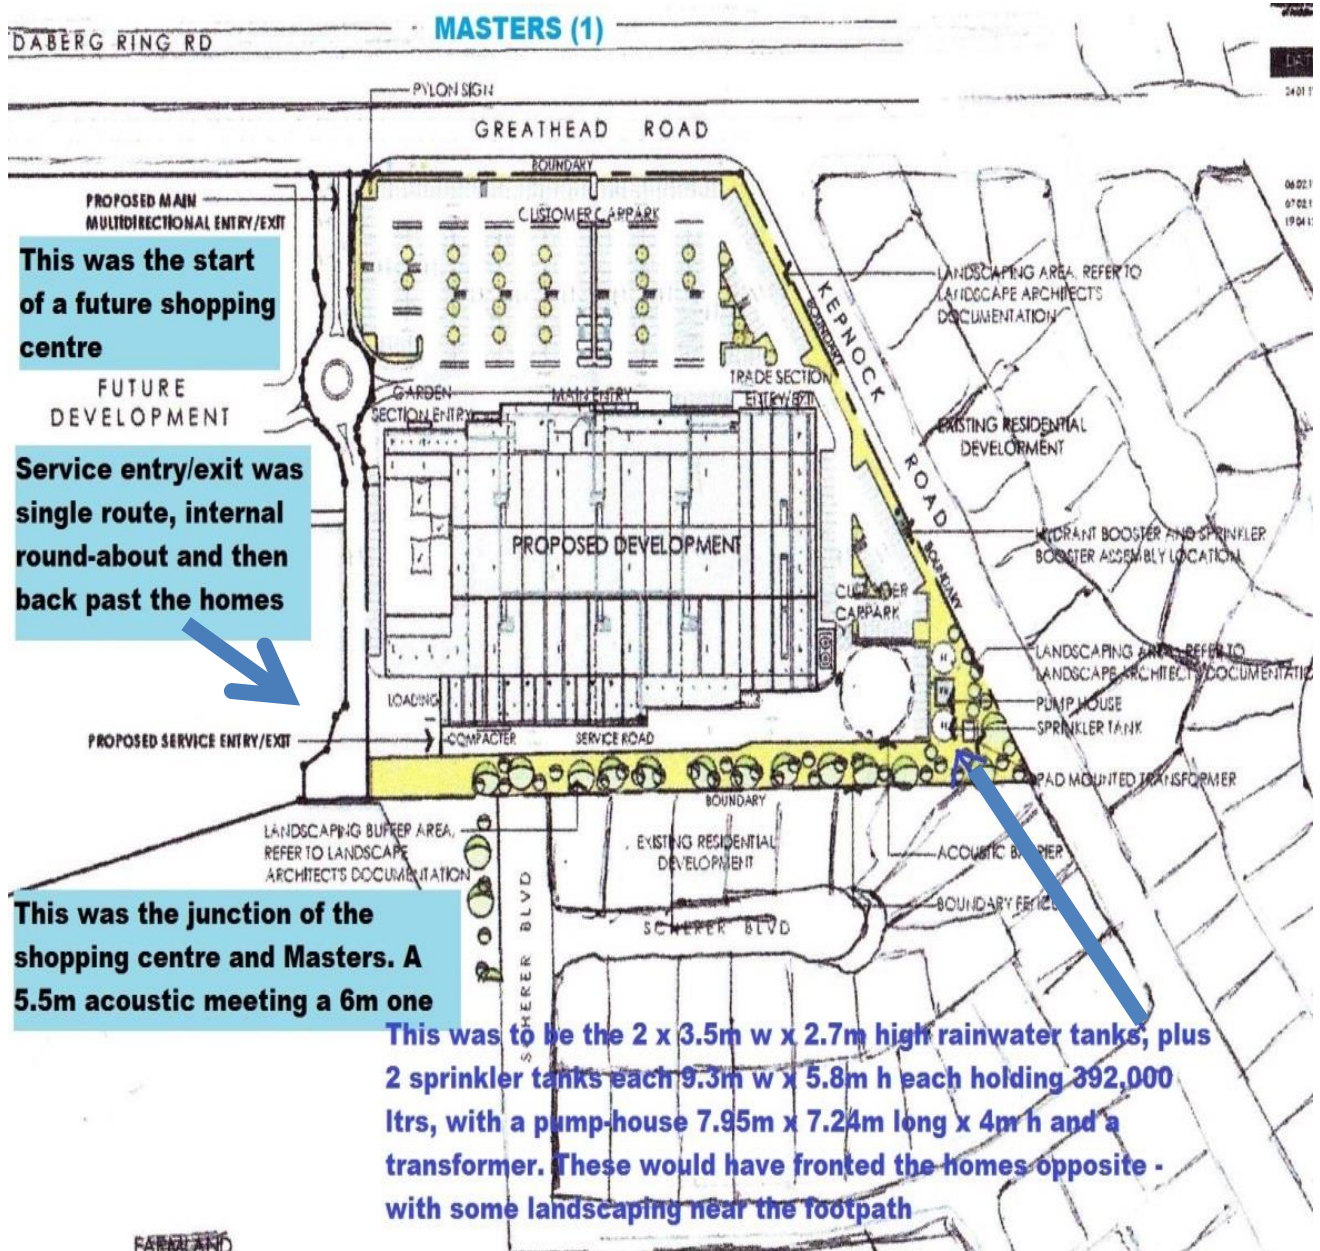 MASTERS (1)
DABERG RING RD
PYLON SIGN
GREATHEAD ROAD
BOUNDARY
PROPOSED MAIN
MULTIDIRECTIONAL ENTRY/EXIT
CUSTOMER CARPARK
This was the start
of a future shopping
centre
LANDSCAPING AREA, REFER TO
LANDSCAPE ARCHITECT'S
DOCUMENTATION
KEPNOCK ROAD
BOUNDARY
FUTURE
DEVELOPMENT
GARDEN
SECTION ENTRY
MAIN ENTRY
TRADE SECTION
ENTRY/EXIT
EXISTING RESIDENTIAL
DEVELOPMENT
Service entry/exit was
single route, internal
round-about and then
back past the homes
PROPOSED DEVELOPMENT
HYDRANT BOOSTER AND SPRINKLER
BOOSTER ASSEMBLY LOCATION
BOUNDARY
CUSTOMER
CARPARK
LANDSCAPING AREA, REFER TO
LANDSCAPE ARCHITECT'S DOCUMENTATIO
PUMP HOUSE
SPRINKLER TANK
LOADING
PROPOSED SERVICE ENTRY/EXIT
COMPACTER
SERVICE ROAD
PAD MOUNTED TRANSFORMER
BOUNDARY
LANDSCAPING BUFFER AREA,
REFER TO LANDSCAPE
ARCHITECT'S DOCUMENTATION
EXISTING RESIDENTIAL
DEVELOPMENT
ACOUSTIC BARRIER
BOUNDARY FENCE
SCHERER BLVD
SCHERER BLVD
This was the junction of the
shopping centre and Masters. A
5.5m acoustic meeting a 6m one
This was to be the 2 x 3.5m w x 2.7m high rainwater tanks, plus
2 sprinkler tanks each 9.3m w x 5.8m h each holding 392,000
ltrs, with a pump-house 7.95m x 7.24m long x 4m h and a
transformer. These would have fronted the homes opposite -
with some landscaping near the footpath
FARMLAND